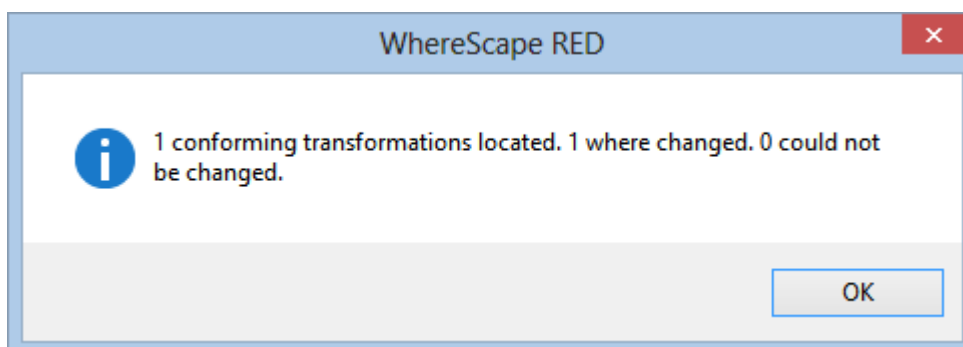 WhereScape RED
1 conforming transformations located. 1 where changed. 0 could not
be changed.
OK